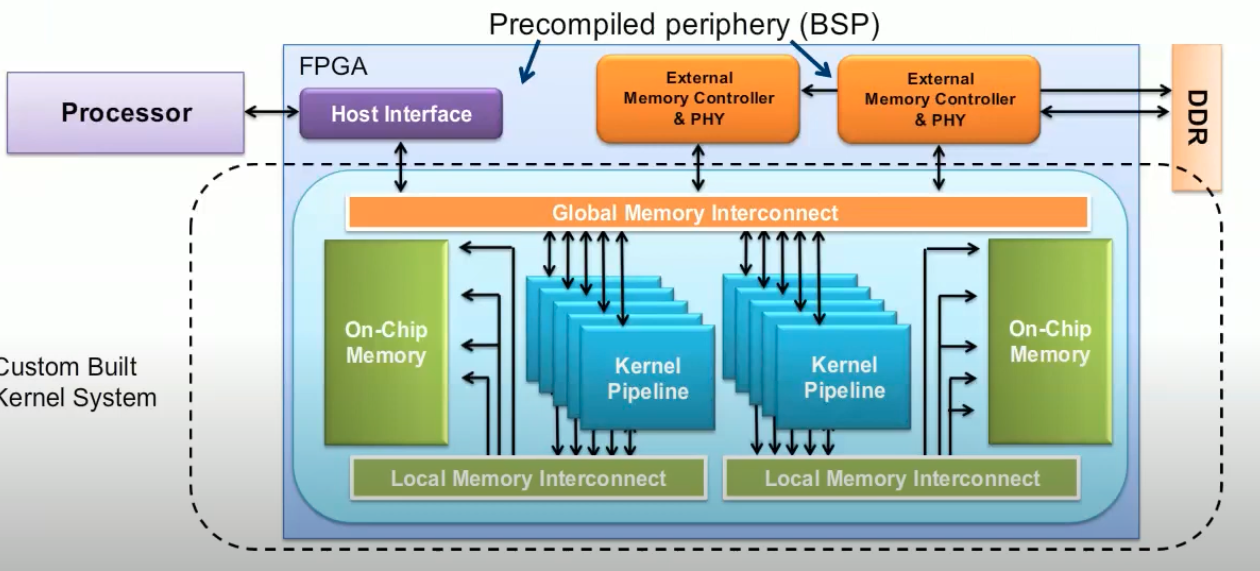 Precompiled periphery (BSP)
FPGA
Processor
Host Interface
External
Memory Controller
& PHY
External
Memory Controller
& PHY
DDR
Global Memory Interconnect
On-Chip
Memory
Kernel
Pipeline
Kernel
Pipeline
On-Chip
Memory
Custom Built
Kernel System
Local Memory Interconnect
Local Memory Interconnect